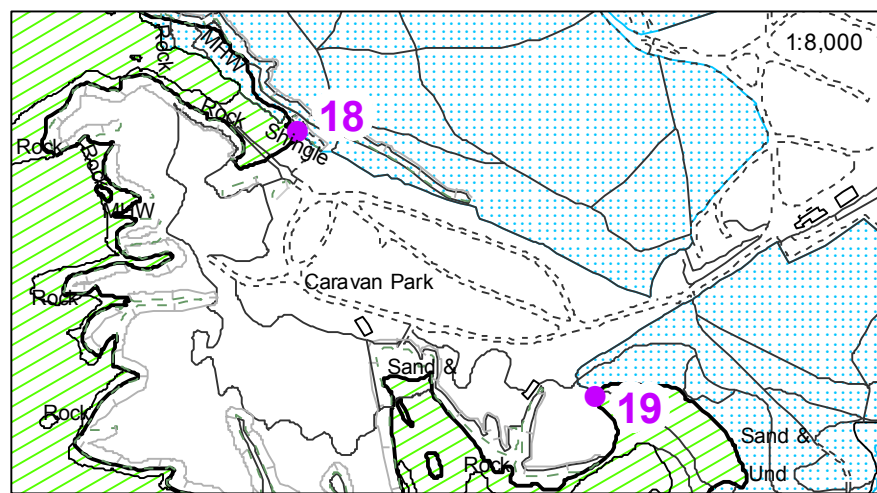 Rock
MHW
1:8,000
Rock
18
Shingle
Rock
Rock
MHW
Caravan Park
Rock
Sand &
Rock
19
Sand &
Und
Rock